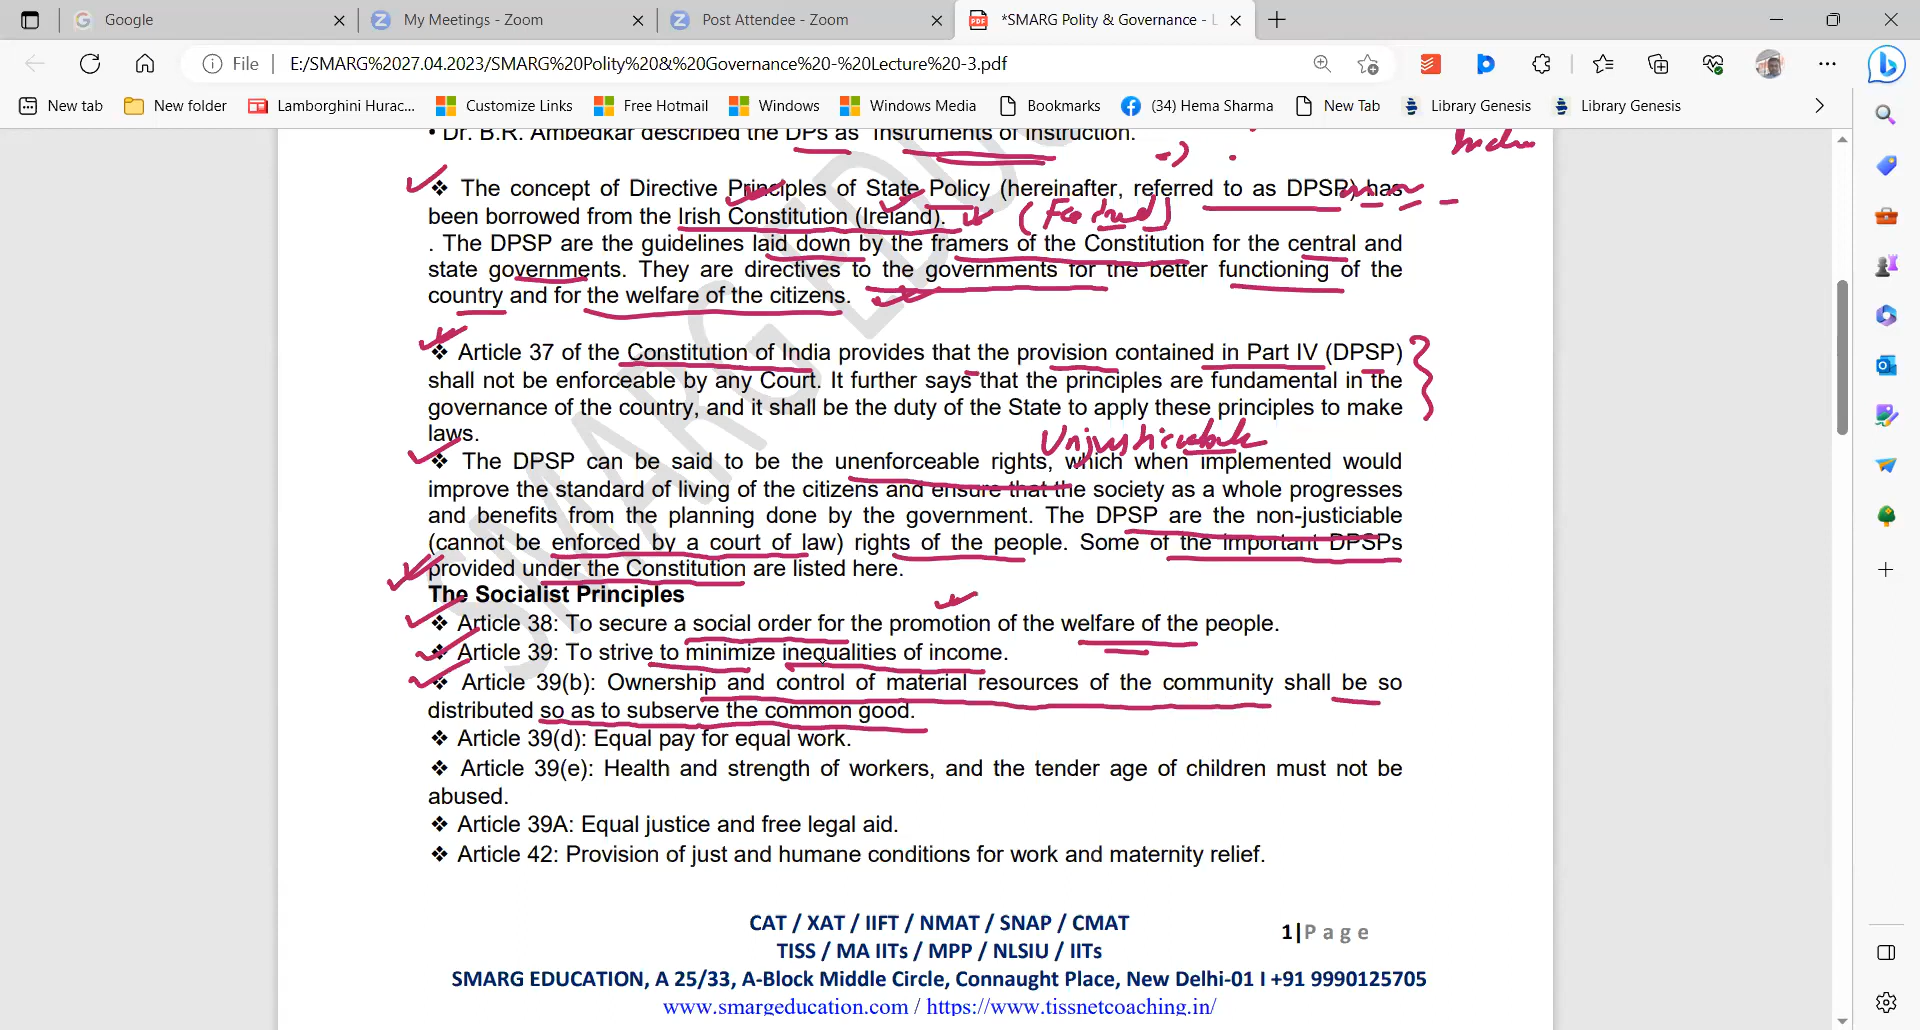 Google
My Meetings - Zoom
Post Attendee - Zoom
*SMARG Polity & Governance - L
File
E:/SMARG%2027.04.2023/SMARG%20Polity%20&%20Governance%20-%20Lecture%20-3.pdf
New tab
New folder
Lamborghini Hurac...
Customize Links
Free Hotmail
Windows
Windows Media
Bookmarks
(34) Hema Sharma
New Tab
Library Genesis
Library Genesis
• Dr. B.R. Ambedkar described the DPs as "Instruments of Instruction.
❖ The concept of Directive Principles of State Policy (hereinafter, referred to as DPSP) has
been borrowed from the Irish Constitution (Ireland).
. The DPSP are the guidelines laid down by the framers of the Constitution for the central and
state governments. They are directives to the governments for the better functioning of the
country and for the welfare of the citizens.
❖ Article 37 of the Constitution of India provides that the provision contained in Part IV (DPSP)
shall not be enforceable by any Court. It further says that the principles are fundamental in the
governance of the country, and it shall be the duty of the State to apply these principles to make
laws.
❖ The DPSP can be said to be the unenforceable rights, which when implemented would
improve the standard of living of the citizens and ensure that the society as a whole progresses
and benefits from the planning done by the government. The DPSP are the non-justiciable
(cannot be enforced by a court of law) rights of the people. Some of the important DPSPs
provided under the Constitution are listed here.
The Socialist Principles
❖ Article 38: To secure a social order for the promotion of the welfare of the people.
❖ Article 39: To strive to minimize inequalities of income.
❖ Article 39(b): Ownership and control of material resources of the community shall be so
distributed so as to subserve the common good.
❖ Article 39(d): Equal pay for equal work.
❖ Article 39(e): Health and strength of workers, and the tender age of children must not be
abused.
❖ Article 39A: Equal justice and free legal aid.
❖ Article 42: Provision of just and humane conditions for work and maternity relief.
CAT / XAT / IIFT / NMAT / SNAP / CMAT
1|Page
TISS / MA IITs / MPP / NLSIU / IITs
SMARG EDUCATION, A 25/33, A-Block Middle Circle, Connaught Place, New Delhi-01 I +91 9990125705
www.smargeducation.com / https://www.tissnetcoaching.in/
SMARG EDUC